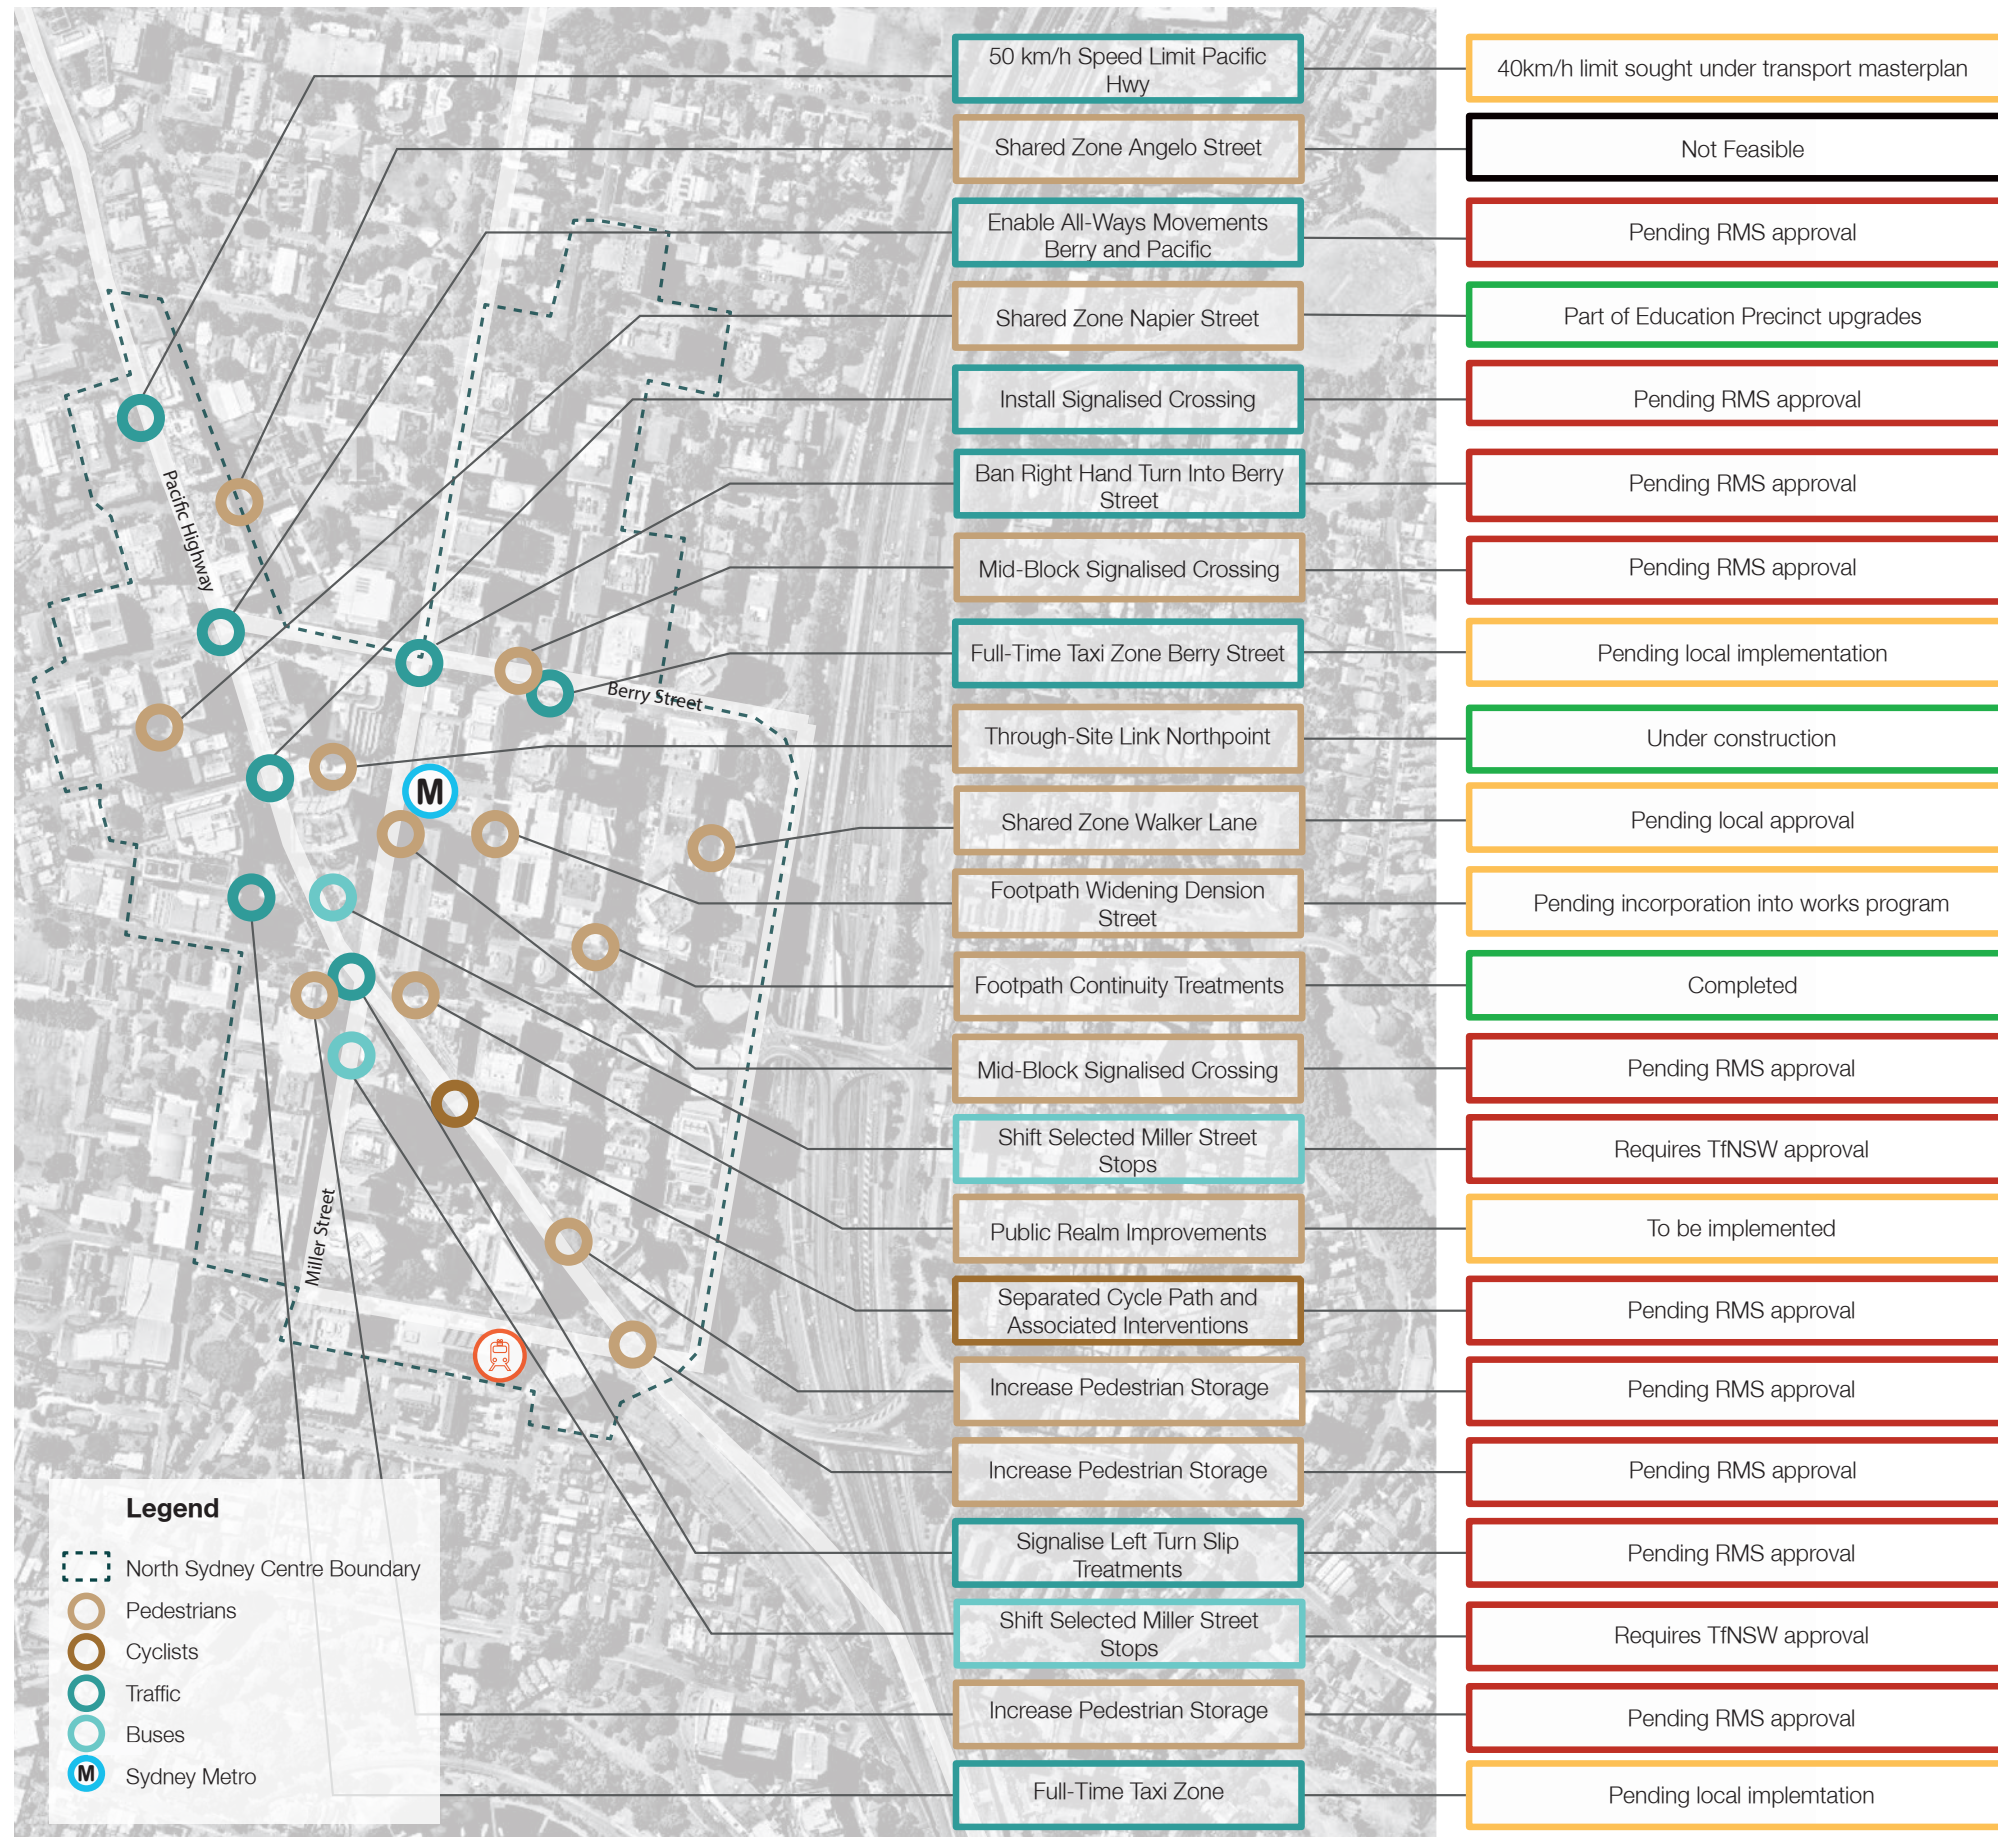 50 km/h Speed Limit Pacific
Hwy
40km/h limit sought under transport masterplan
Shared Zone Angelo Street
Not Feasible
Enable All-Ways Movements
Berry and Pacific
Pending RMS approval
Shared Zone Napier Street
Part of Education Precinct upgrades
Install Signalised Crossing
Pending RMS approval
Ban Right Hand Turn Into Berry
Street
Pending RMS approval
Mid-Block Signalised Crossing
Pending RMS approval
Full-Time Taxi Zone Berry Street
Pending local implementation
Through-Site Link Northpoint
Under construction
Shared Zone Walker Lane
Pending local approval
Footpath Widening Dension
Street
Pending incorporation into works program
Footpath Continuity Treatments
Completed
Mid-Block Signalised Crossing
Pending RMS approval
Shift Selected Miller Street
Stops
Requires TfNSW approval
Public Realm Improvements
To be implemented
Separated Cycle Path and
Associated Interventions
Pending RMS approval
Increase Pedestrian Storage
Pending RMS approval
Increase Pedestrian Storage
Pending RMS approval
Signalise Left Turn Slip
Treatments
Pending RMS approval
Shift Selected Miller Street
Stops
Requires TfNSW approval
Increase Pedestrian Storage
Pending RMS approval
Full-Time Taxi Zone
Pending local implemtation
Pacific Highway
Berry Street
M
Miller Street
Legend
North Sydney Centre Boundary
Pedestrians
Cyclists
Traffic
Buses
M Sydney Metro